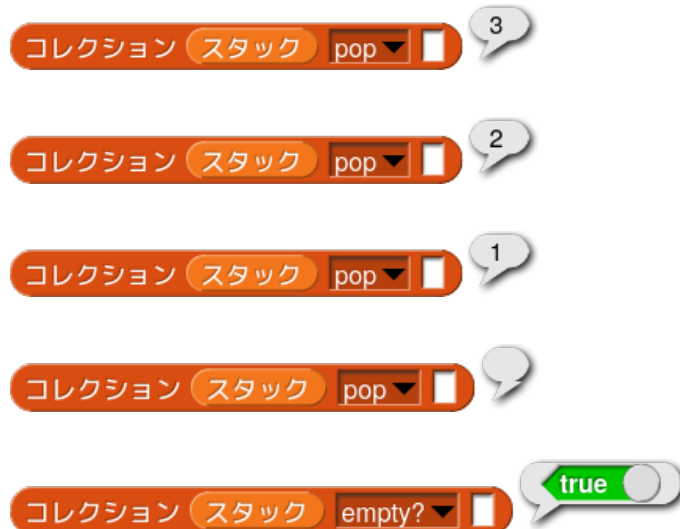 コレクション スタック pop 3
コレクション スタック pop 2
コレクション スタック pop 1
コレクション スタック pop
コレクション スタック empty? true